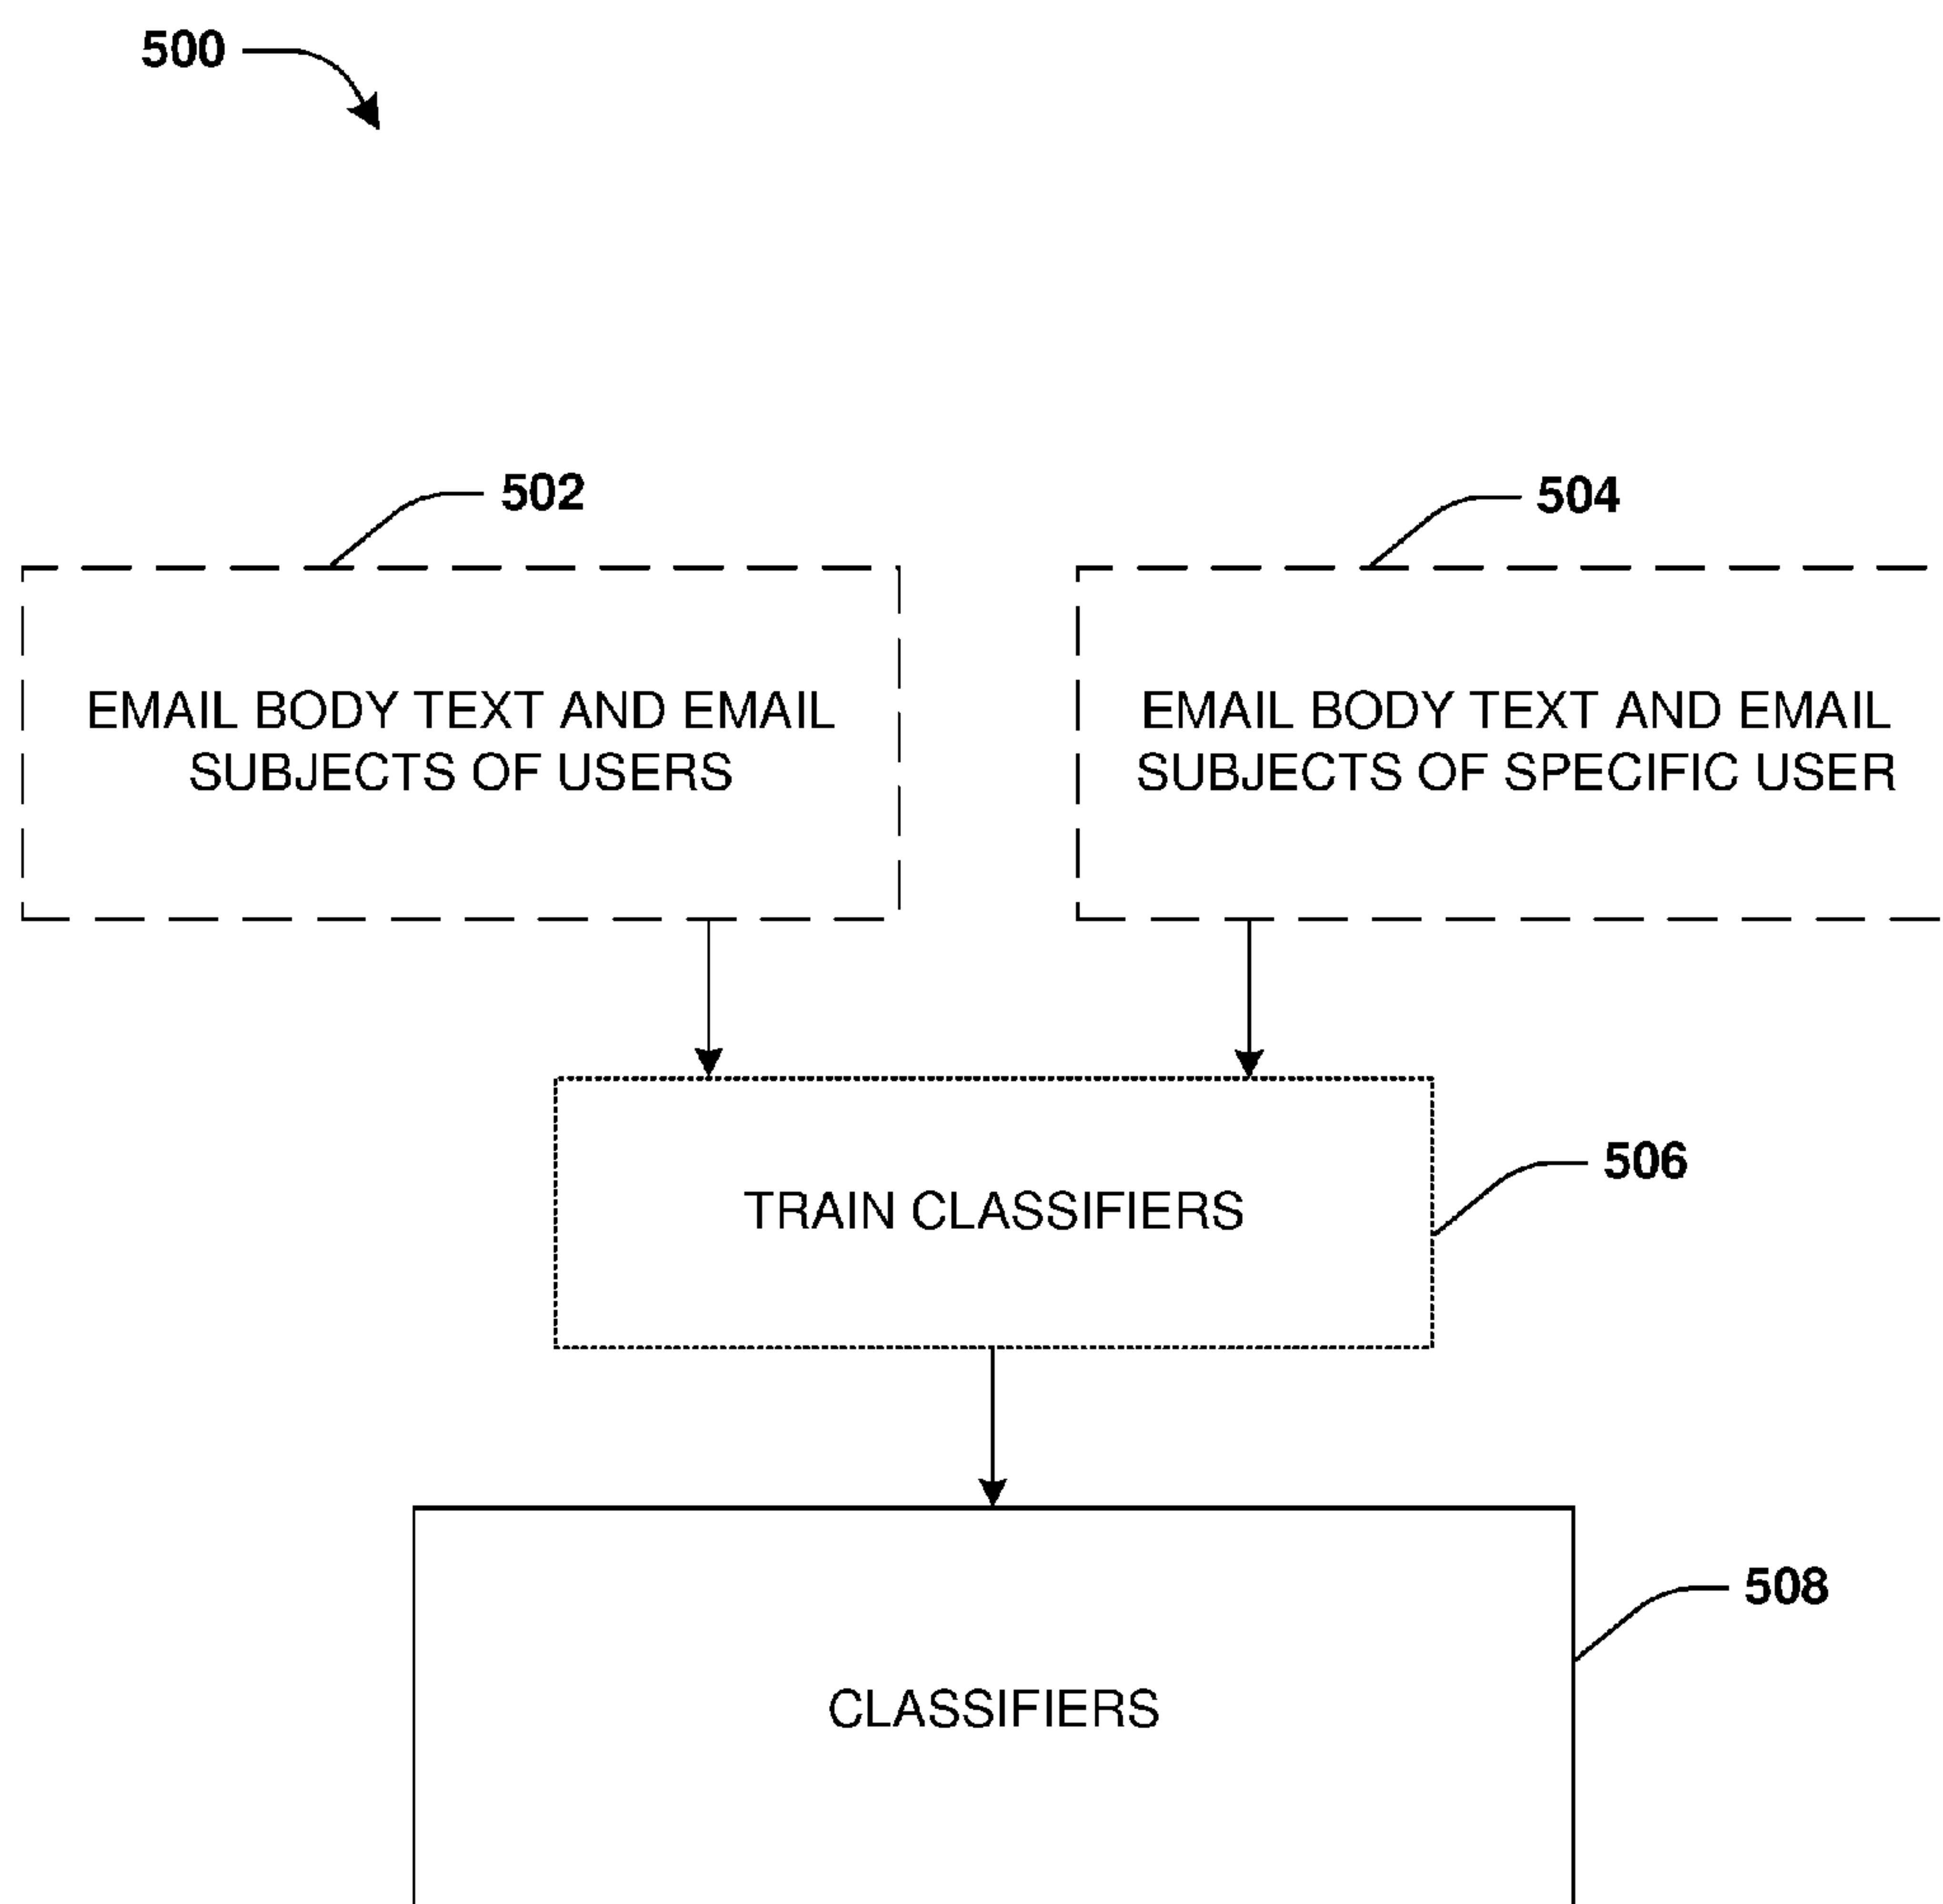 500
502
504
EMAIL BODY TEXT AND EMAIL
SUBJECTS OF USERS
EMAIL BODY TEXT AND EMAIL
SUBJECTS OF SPECIFIC USER
506
TRAIN CLASSIFIERS
508
CLASSIFIERS